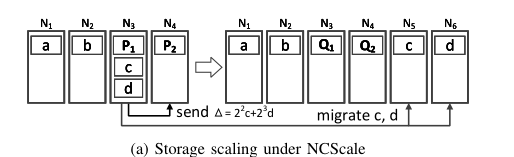 N₁ N₂ N₃ N₄ N₁ N₂ N₃ N₄ N₅ N₆
a b P₁ P₂ a b Q₁ Q₂ c d
c
d
send Δ = 2²c+2³d migrate c, d
(a) Storage scaling under NCScale